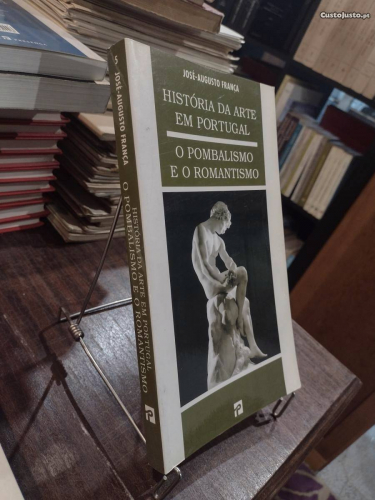 CustoJusto.pt
JOSÉ-AUGUSTO FRANÇA
HISTÓRIA DA ARTE
EM PORTUGAL
O POMBALISMO
E O ROMANTISMO
5 JOSÉ-AUGUSTO FRANÇA
HISTÓRIA DA ARTE EM PORTUGAL
O POMBALISMO E O ROMANTISMO